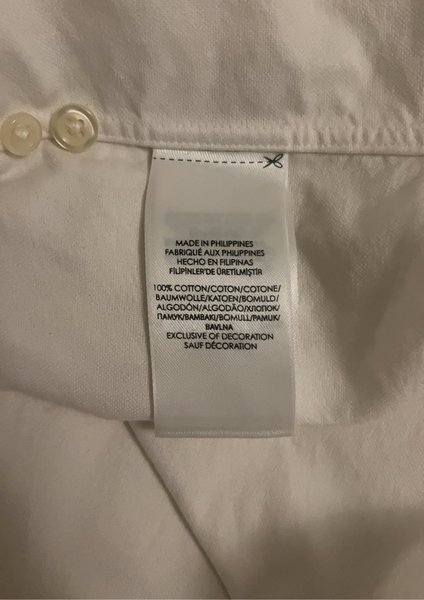 MADE IN PHILIPPINES
FABRIQUÉ AUX PHILIPPINES
HECHO EN FILIPINAS
FİLİPİNLER'DE ÜRETİLMİŞTİR
100% COTTON/COTON/COTONE/
BAUMWOLLE/KATOEN/BOMULD/
ALGODÓN/ALGODÃO/ХЛОПОК/
ПАМУК/BAMBAKI/BOMULL/PAMUK/
BAVLNA
EXCLUSIVE OF DECORATION
SAUF DÉCORATION